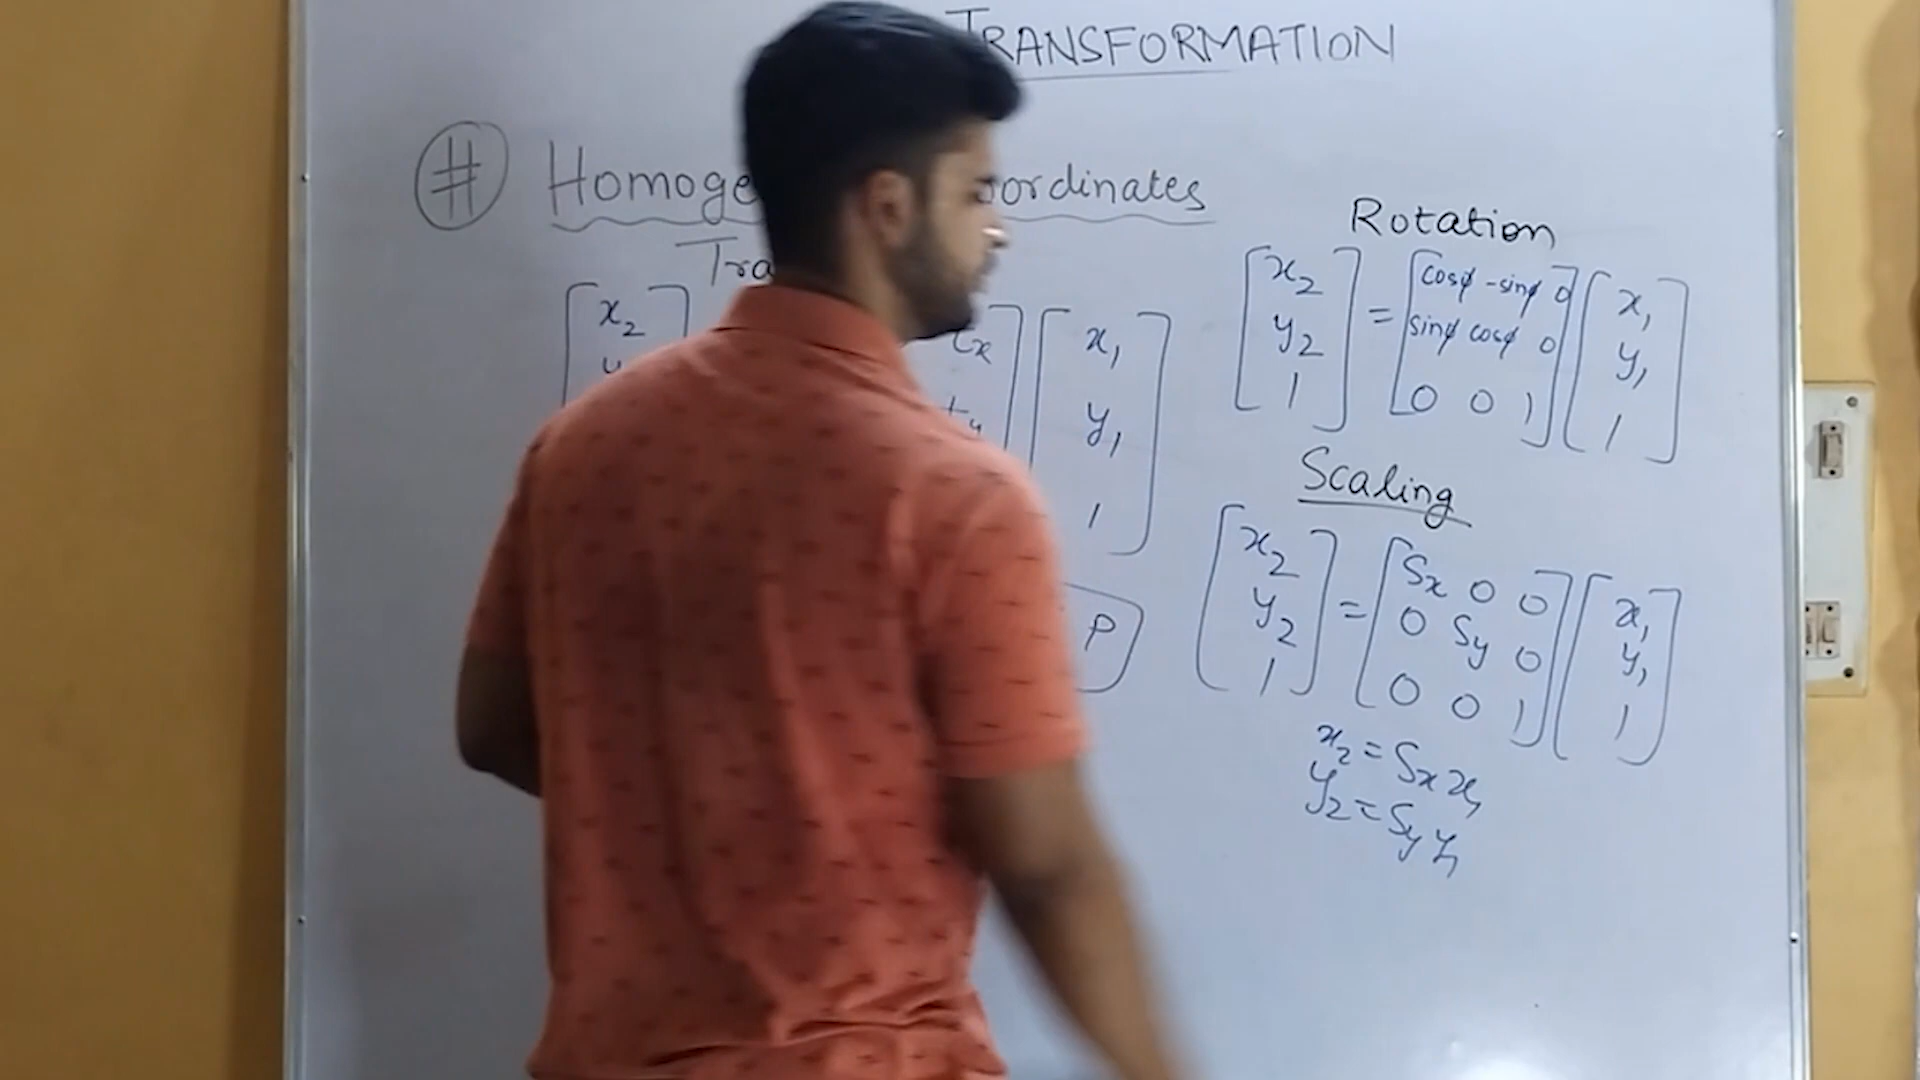 TRANSFORMATION
# Homoge ordinates
Tra
x₂
tx x₁
y₁
1
P
Rotation
[x₂ y₂ 1] = [cosφ -sinφ 0 sinφ cosφ 0 0 0 1] [x₁ y₁ 1]
Scaling
[x₂ y₂ 1] = [Sx 0 0 0 Sy 0 0 0 1] [x₁ y₁ 1]
x₂ = Sx x₁
y₂ = Sy y₁